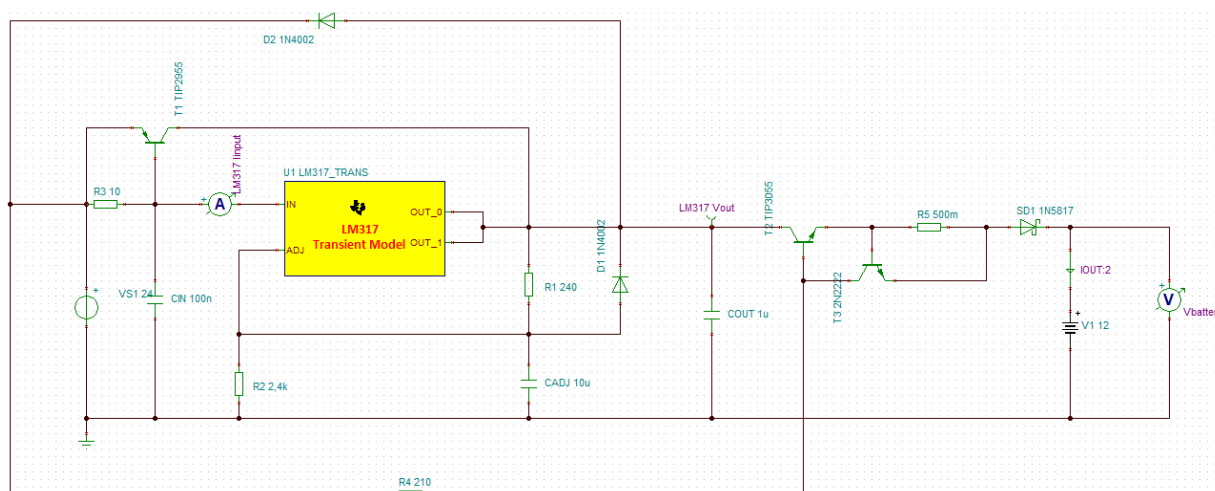 D2 1N4002
T1 TIP2955
LM317 Iinput
R3 10
A
+
U1 LM317_TRANS
IN
ADJ
LM317
Transient Model
OUT_0
OUT_1
VS1 24
+
CIN 100n
R1 240
D1 1N4002
R2 2,4k
CADJ 10u
LM317 Vout
COUT 1u
T2 TIP3055
R5 500m
T3 2N2222
SD1 1N5817
IOUT:2
+
V1 12
+
V
Vbatter
R4 210